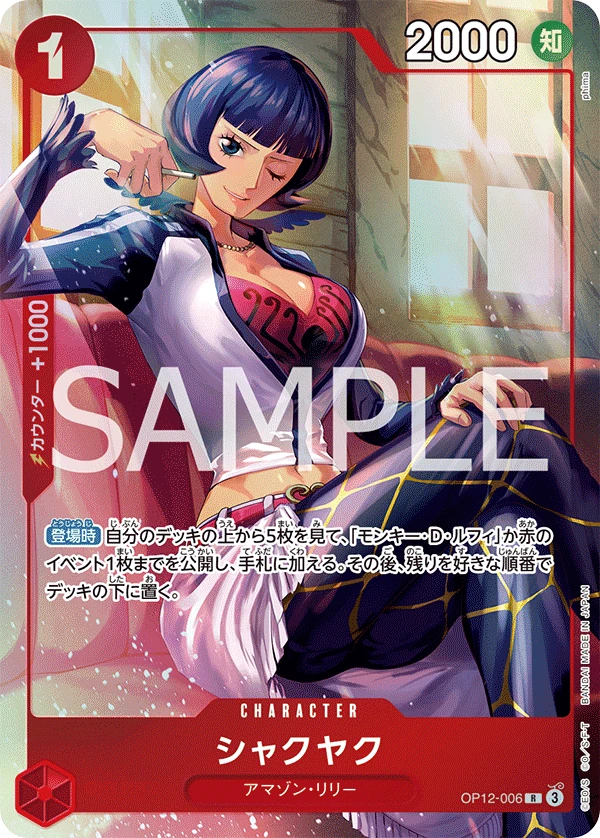 1
2000 知
phima
カウンター +1000
SAMPLE
登場時 自分のデッキの上から5枚を見て、「モンキー・D・ルフィ」か赤の
イベント1枚までを公開し、手札に加える。その後、残りを好きな順番で
デッキの下に置く。
CHARACTER
シャクヤク
アマゾン・リリー
OP12-006 R 3
©EO/S ©O/S･F･T BANDAI MADE IN JAPAN